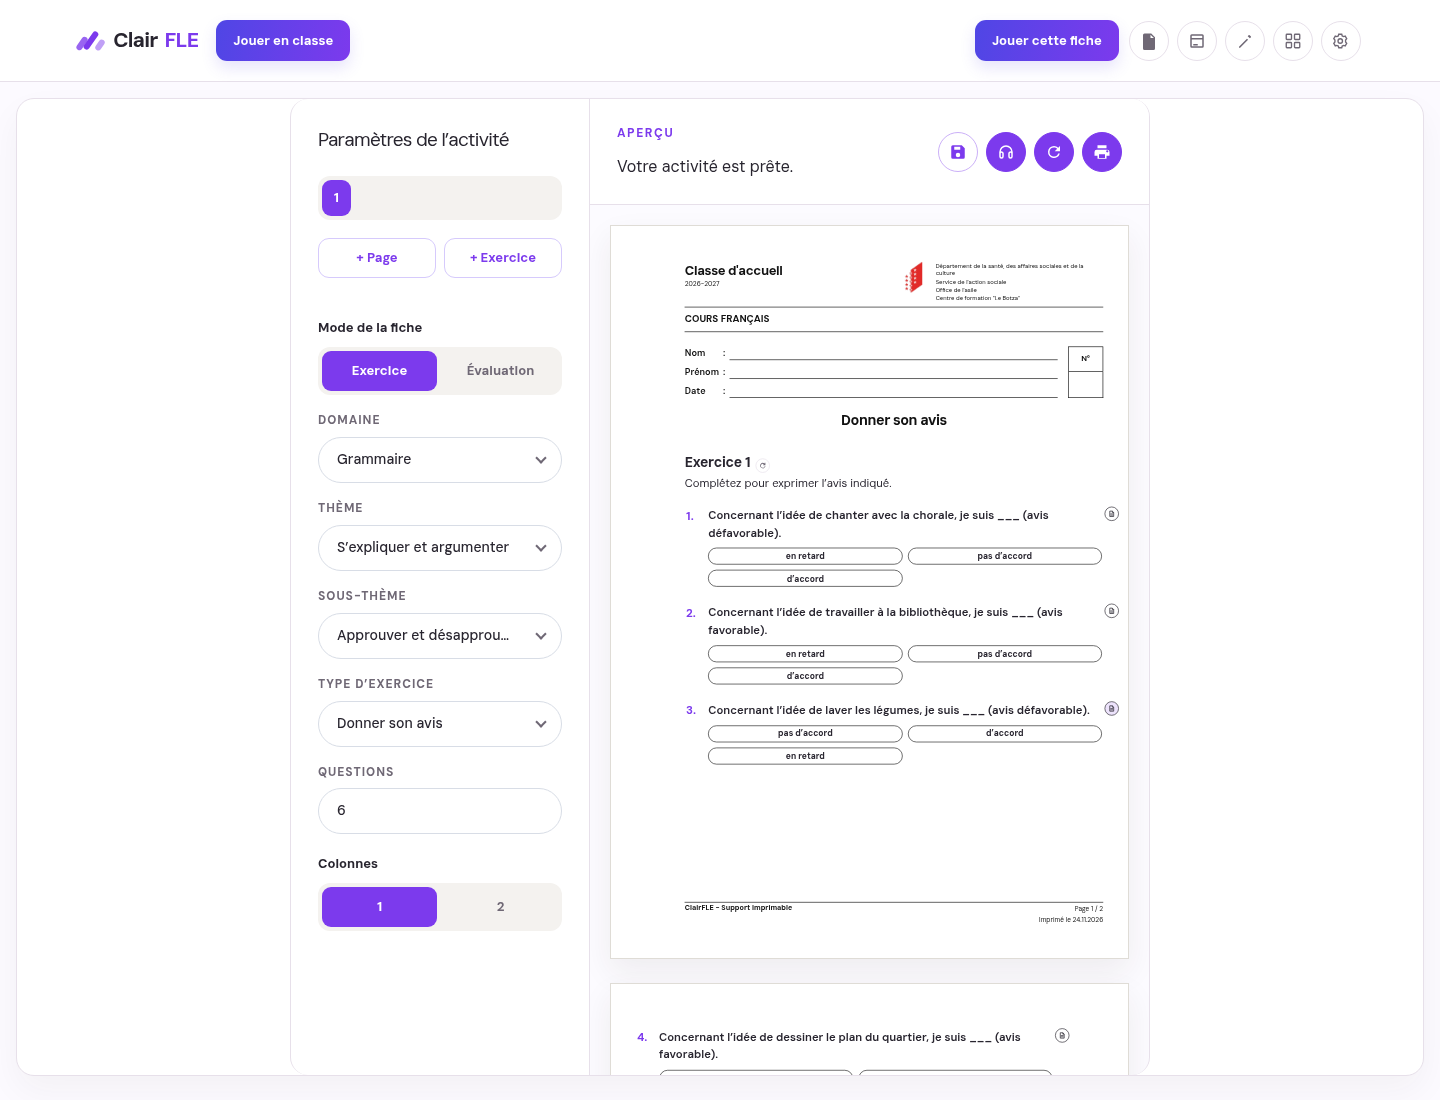 Clair FLE
Jouer en classe
Jouer cette fiche
Paramètres de l’activité
1
+ Page
+ Exercice
Mode de la fiche
Exercice
Évaluation
DOMAINE
Grammaire
THÈME
S’expliquer et argumenter
SOUS-THÈME
Approuver et désapprou...
TYPE D’EXERCICE
Donner son avis
QUESTIONS
6
Colonnes
1
2
APERÇU
Votre activité est prête.
Classe d'accueil
2026-2027
Département de la santé, des affaires sociales et de la
culture
Service de l'action sociale
Office de l'asile
Centre de formation "Le Botza"
COURS FRANÇAIS
Nom :
Prénom :
Date :
N°
Donner son avis
Exercice 1
Complétez pour exprimer l’avis indiqué.
1. Concernant l’idée de chanter avec la chorale, je suis ___ (avis
défavorable).
en retard
pas d’accord
d’accord
2. Concernant l’idée de travailler à la bibliothèque, je suis ___ (avis
favorable).
en retard
pas d’accord
d’accord
3. Concernant l’idée de laver les légumes, je suis ___ (avis défavorable).
pas d’accord
d’accord
en retard
ClairFLE - Support imprimable
Page 1 / 2
Imprimé le 24.11.2026
4. Concernant l’idée de dessiner le plan du quartier, je suis ___ (avis
favorable).